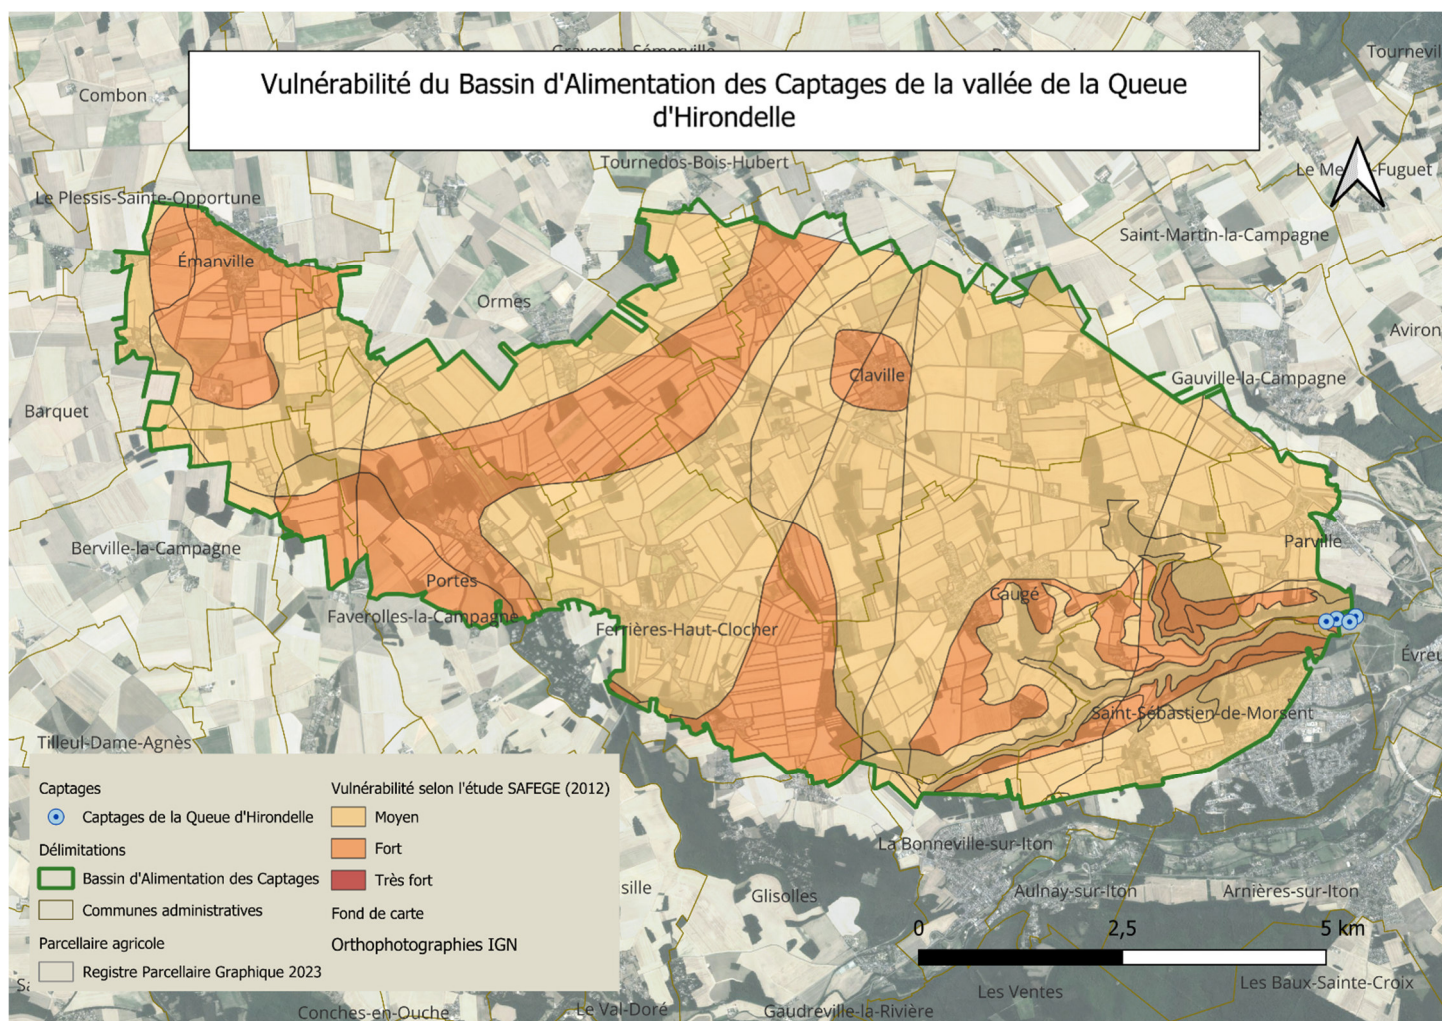 Graveron-Sémerville
Tournevil
Combon
Vulnérabilité du Bassin d'Alimentation des Captages de la vallée de la Queue
d'Hirondelle
Tournedos-Bois-Hubert
-Fuguet
Le Plessis-Sainte-Opportune
Saint-Martin-la-Campagne
Émanville
Ormes
Aviron
Claville
Gauville-la-Campagne
Barquet
Parville
Berville-la-Campagne
Portes
Caugé
Faverolles-la-Campagne
Ferrières-Haut-Clocher
Évreu
Saint-Sébastien-de-Morsent
Tilleul-Dame-Agnès
Captages
Captages de la Queue d'Hirondelle
Délimitations
Bassin d'Alimentation des Captages
Communes administratives
Parcellaire agricole
Registre Parcellaire Graphique 2023
Vulnérabilité selon l'étude SAFEGE (2012)
Moyen
Fort
Très fort
Fond de carte
Orthophotographies IGN
La Bonneville-sur-Iton
sille
Glisolles
Aulnay-sur-Iton
Arnières-sur-Iton
0 2,5 5 km
Les Ventes
Les Baux-Sainte-Croix
Conches-en-Ouche
Le Val-Doré
Gaudreville-la-Rivière